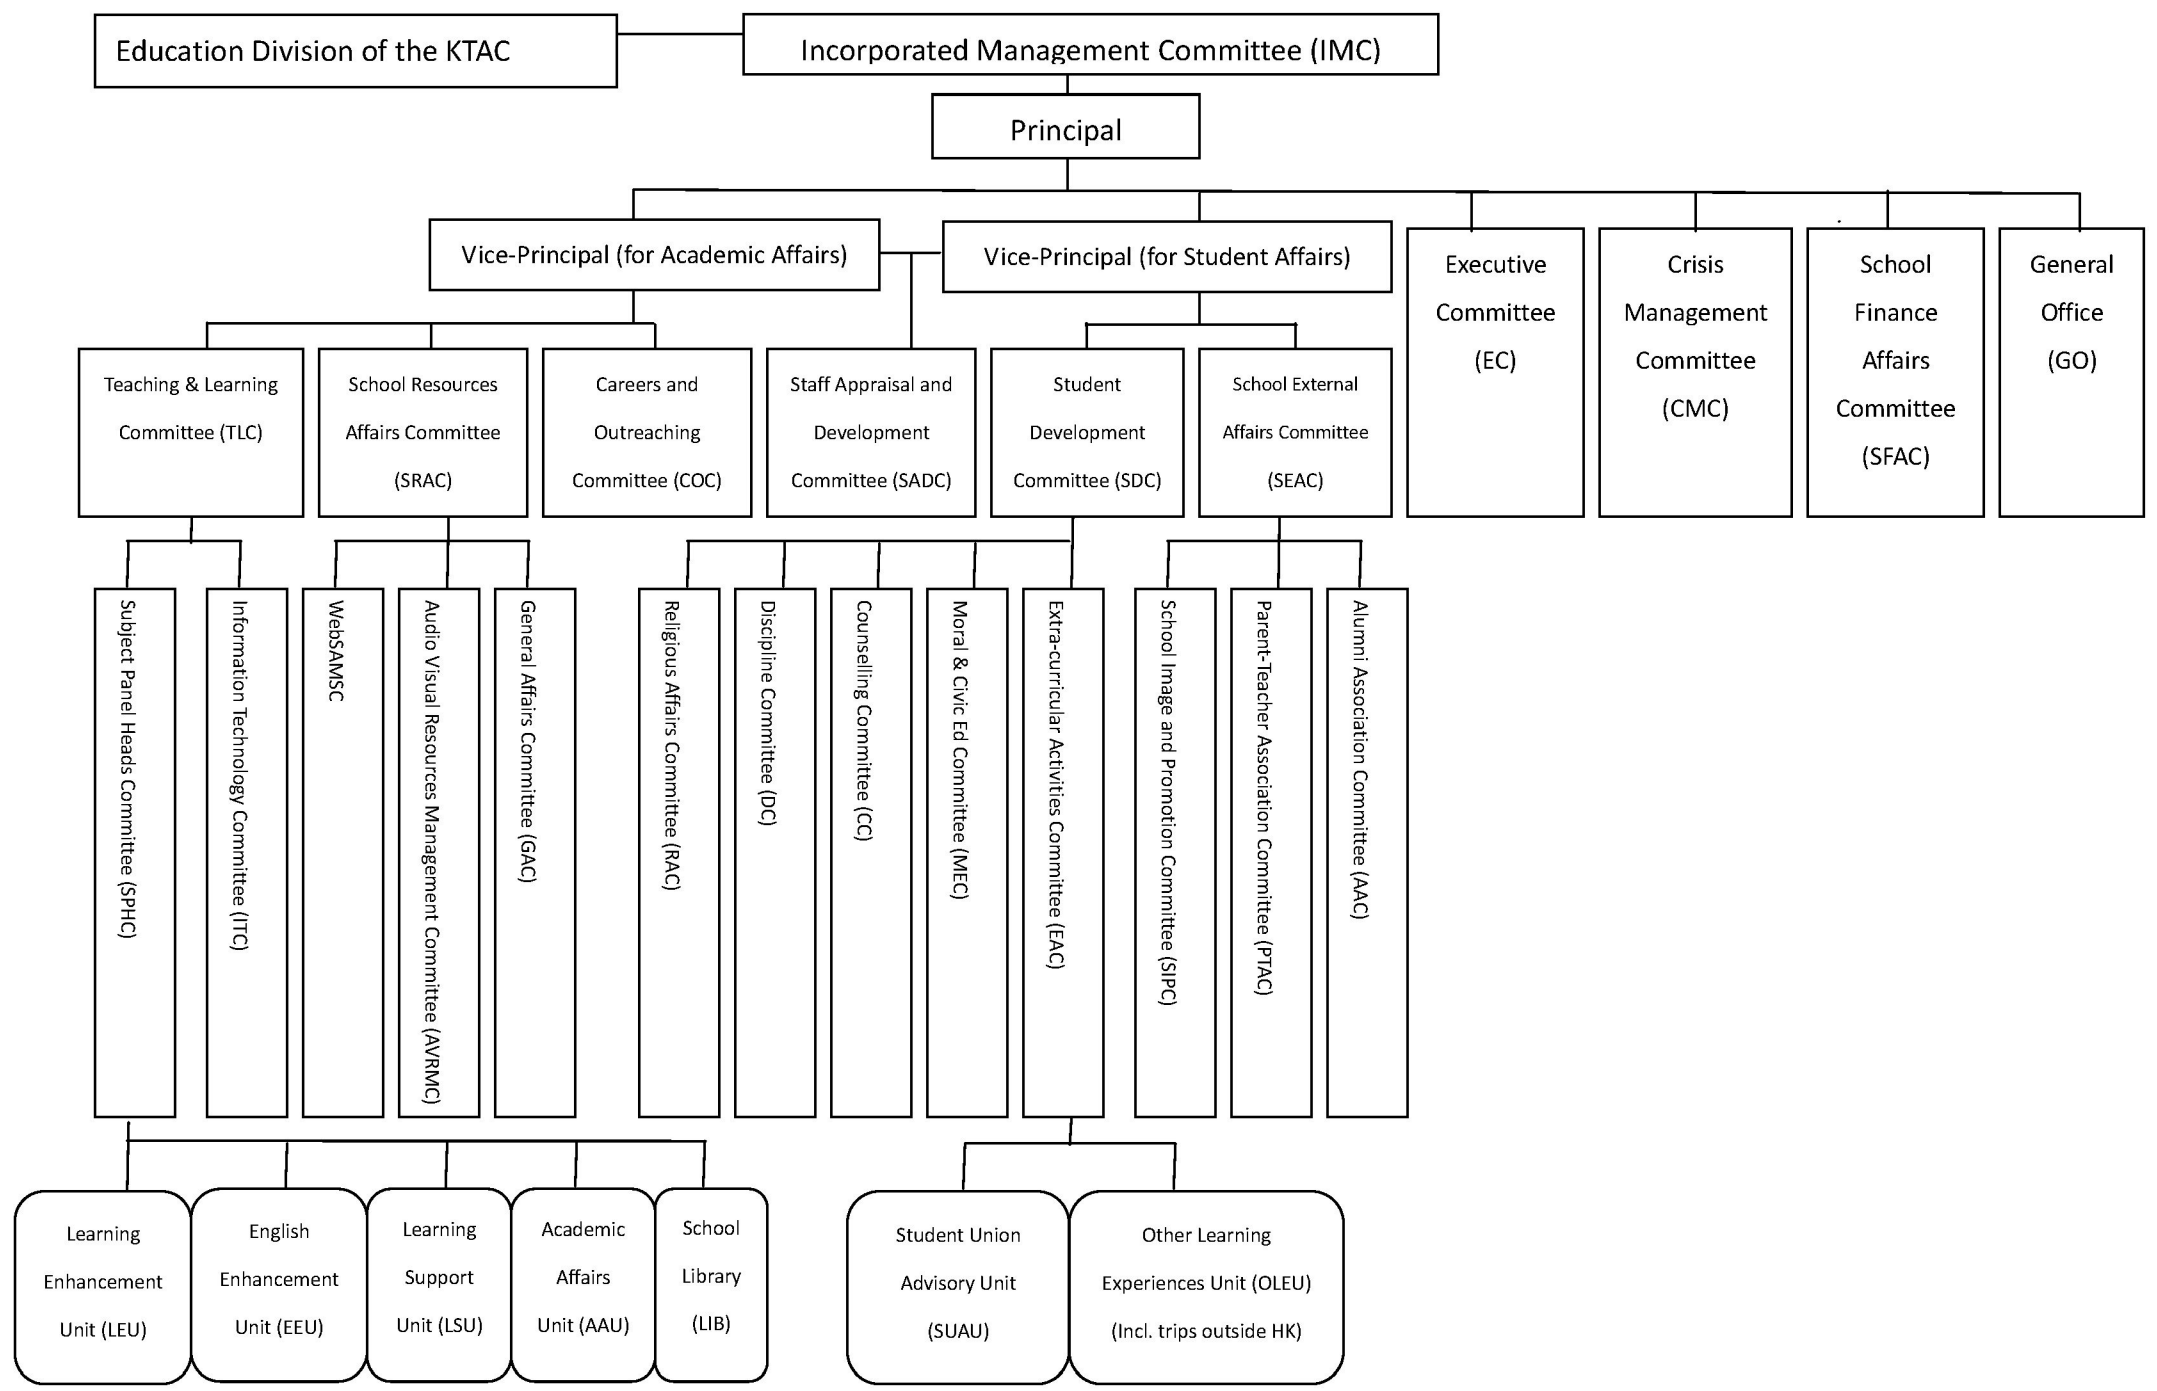 Education Division of the KTAC
Incorporated Management Committee (IMC)
Principal
Vice-Principal (for Academic Affairs)
Vice-Principal (for Student Affairs)
Executive
Committee
(EC)
Crisis
Management
Committee
(CMC)
School
Finance
Affairs
Committee
(SFAC)
General
Office
(GO)
Teaching & Learning
Committee (TLC)
School Resources
Affairs Committee
(SRAC)
Careers and
Outreaching
Committee (COC)
Staff Appraisal and
Development
Committee (SADC)
Student
Development
Committee (SDC)
School External
Affairs Committee
(SEAC)
Subject Panel Heads Committee (SPHC)
Information Technology Committee (ITC)
WebSAMSC
Audio Visual Resources Management Committee (AVRMC)
General Affairs Committee (GAC)
Religious Affairs Committee (RAC)
Discipline Committee (DC)
Counselling Committee (CC)
Moral & Civic Ed Committee (MEC)
Extra-curricular Activities Committee (EAC)
School Image and Promotion Committee (SIPC)
Parent-Teacher Association Committee (PTAC)
Alumni Association Committee (AAC)
Learning
Enhancement
Unit (LEU)
English
Enhancement
Unit (EEU)
Learning
Support
Unit (LSU)
Academic
Affairs
Unit (AAU)
School
Library
(LIB)
Student Union
Advisory Unit
(SUAU)
Other Learning
Experiences Unit (OLEU)
(Incl. trips outside HK)